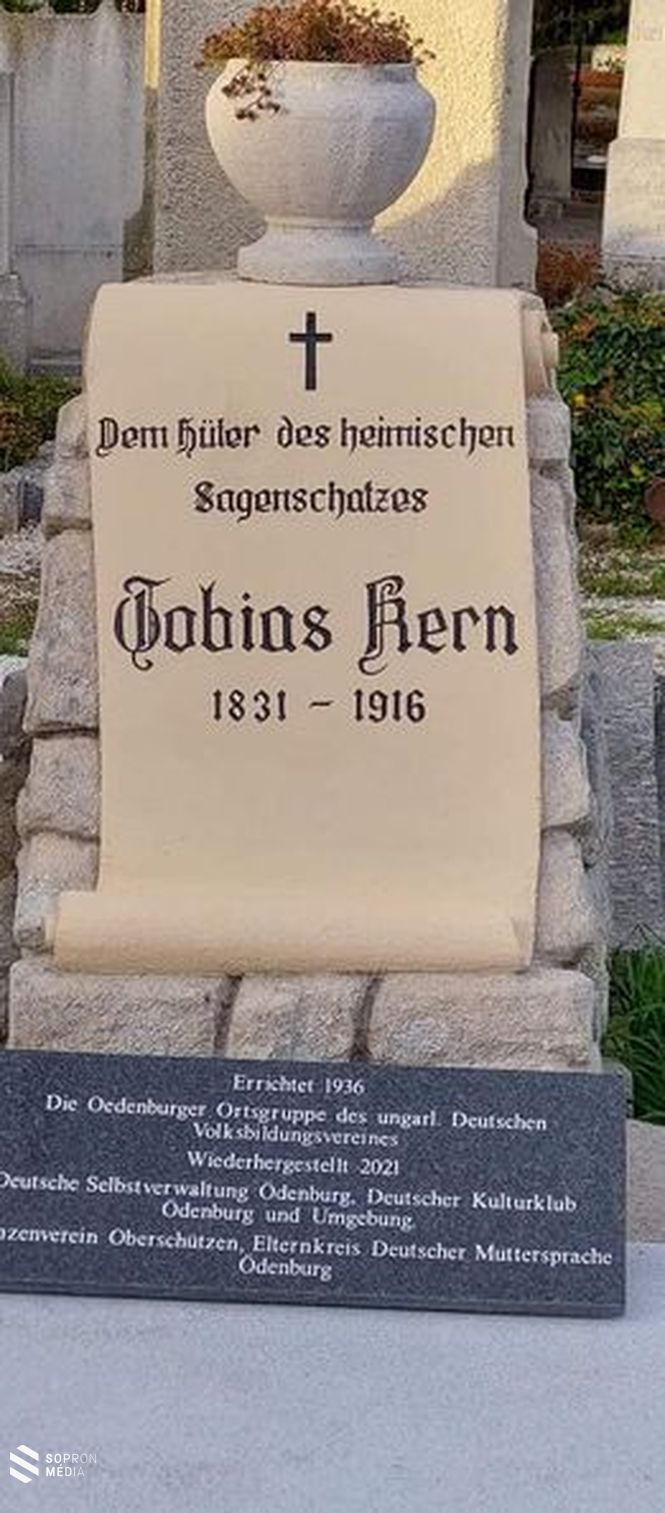 Dem Hüter des heimischen
Sagenschatzes
Tobias Kern
1831 - 1916
Errichtet 1936
Die Oedenburger Ortsgruppe des ungarl. Deutschen
Volksbildungsvereines
Wiederhergestellt 2021
Deutsche Selbstverwaltung Ödenburg, Deutscher Kulturklub
Ödenburg und Umgebung,
Oberschützen, Elternkreis Deutscher Muttersprache
Ödenburg
SOPRON
MÉDIA